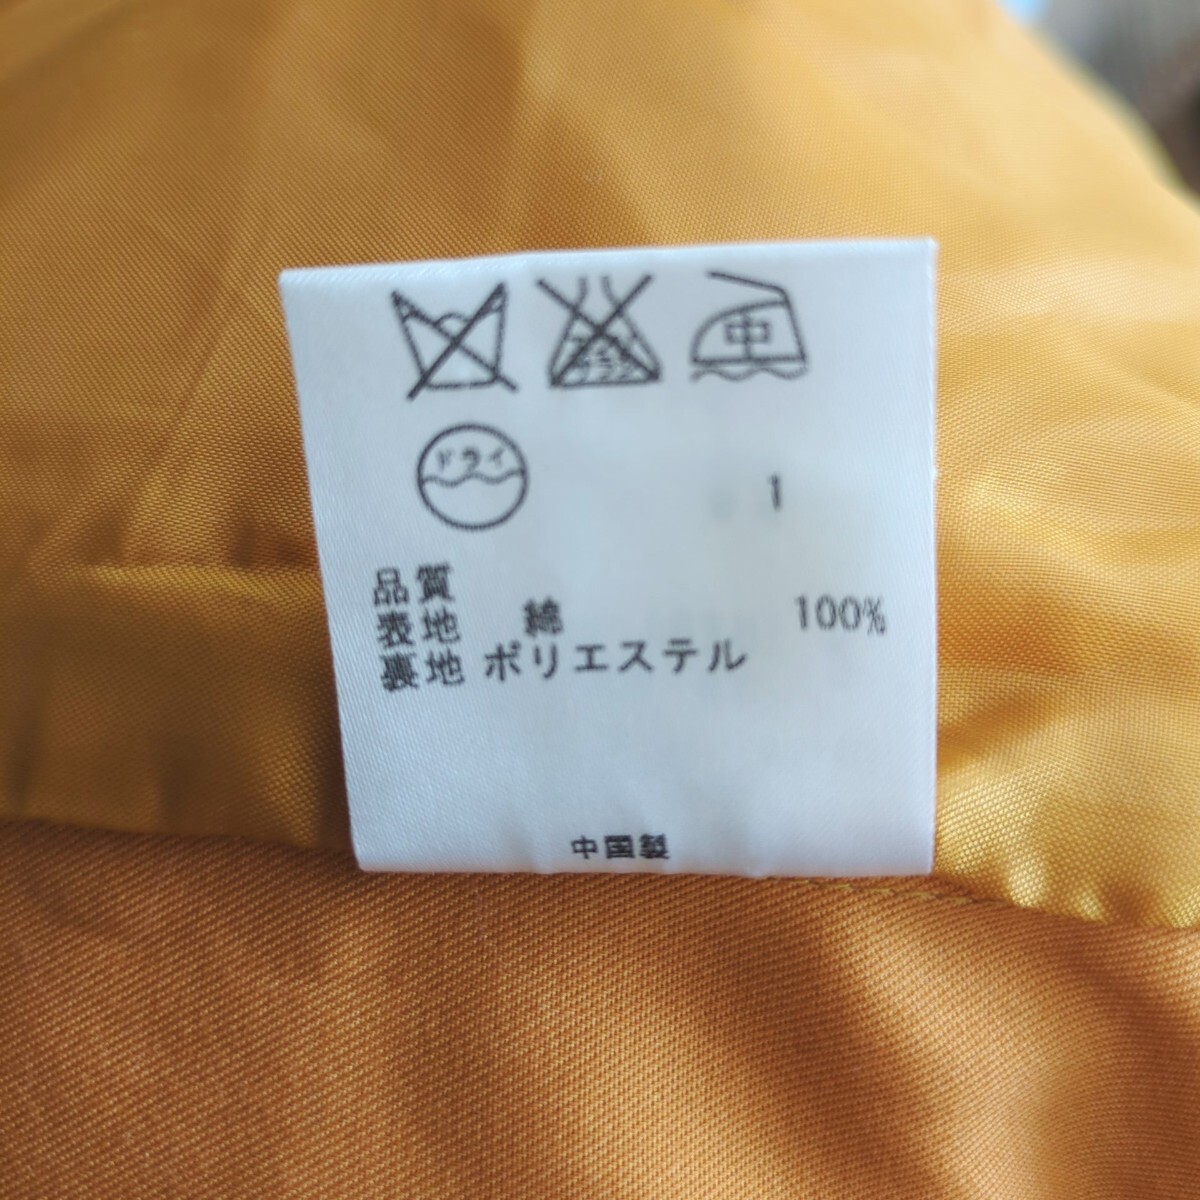 中
ドライ
1
品質
表地 綿 100%
裏地 ポリエステル
中国製